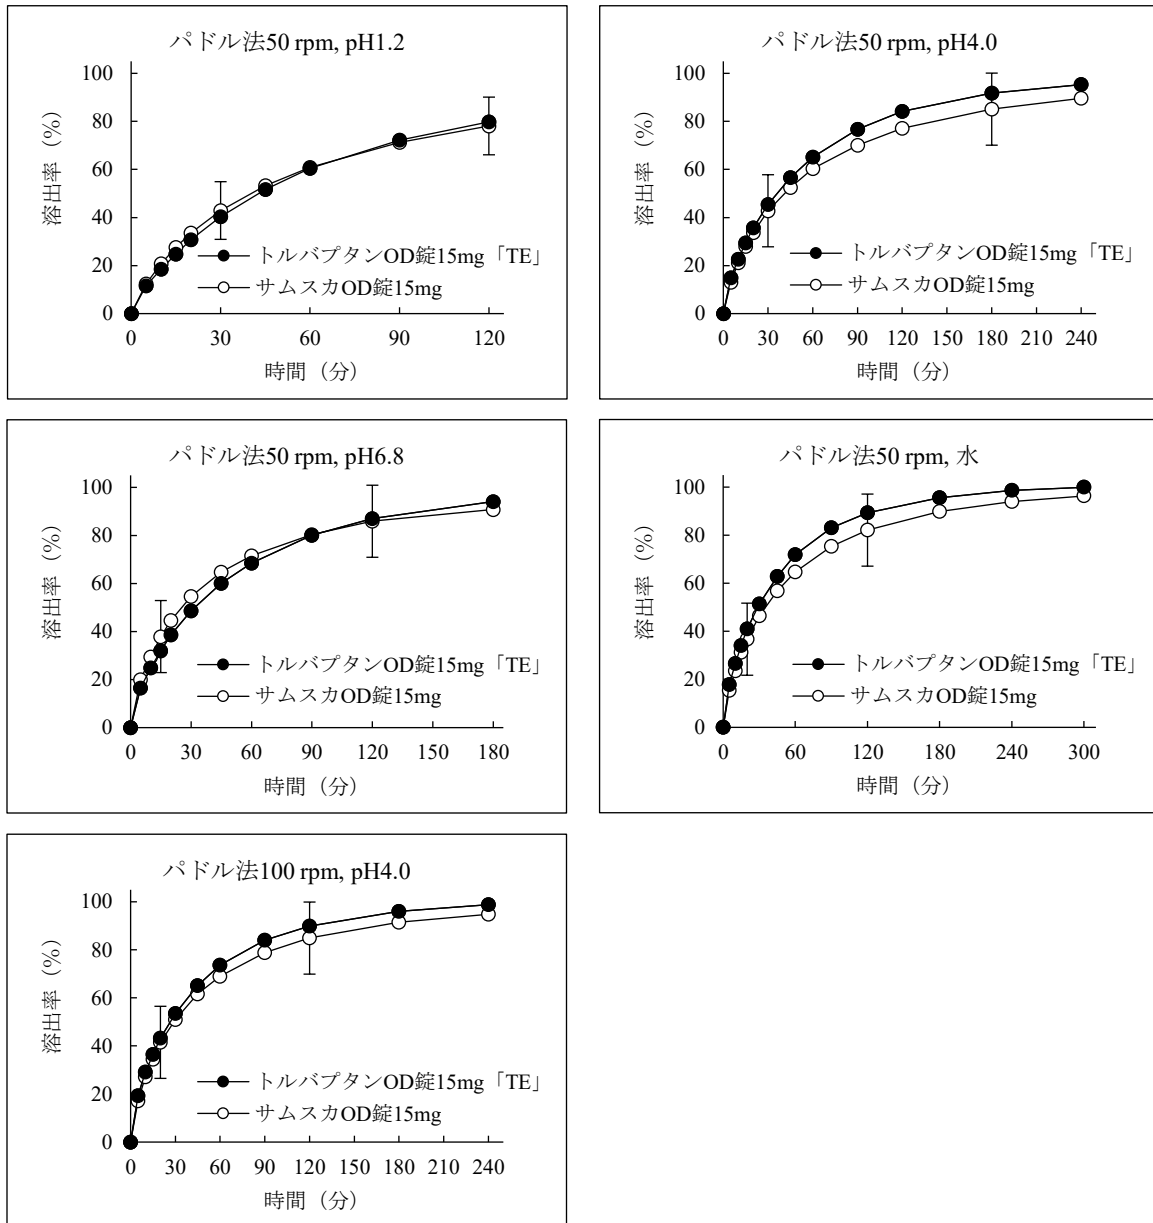 パドル法50 rpm, pH1.2
溶出率（%）
100
80
60
40
20
0
トルバプタンOD錠15mg「TE」
サムスカOD錠15mg
0 30 60 90 120
時間（分）
パドル法50 rpm, pH4.0
溶出率（%）
100
80
60
40
20
0
トルバプタンOD錠15mg「TE」
サムスカOD錠15mg
0 30 60 90 120 150 180 210 240
時間（分）
パドル法50 rpm, pH6.8
溶出率（%）
100
80
60
40
20
0
トルバプタンOD錠15mg「TE」
サムスカOD錠15mg
0 30 60 90 120 150 180
時間（分）
パドル法50 rpm, 水
溶出率（%）
100
80
60
40
20
0
トルバプタンOD錠15mg「TE」
サムスカOD錠15mg
0 60 120 180 240 300
時間（分）
パドル法100 rpm, pH4.0
溶出率（%）
100
80
60
40
20
0
トルバプタンOD錠15mg「TE」
サムスカOD錠15mg
0 30 60 90 120 150 180 210 240
時間（分）